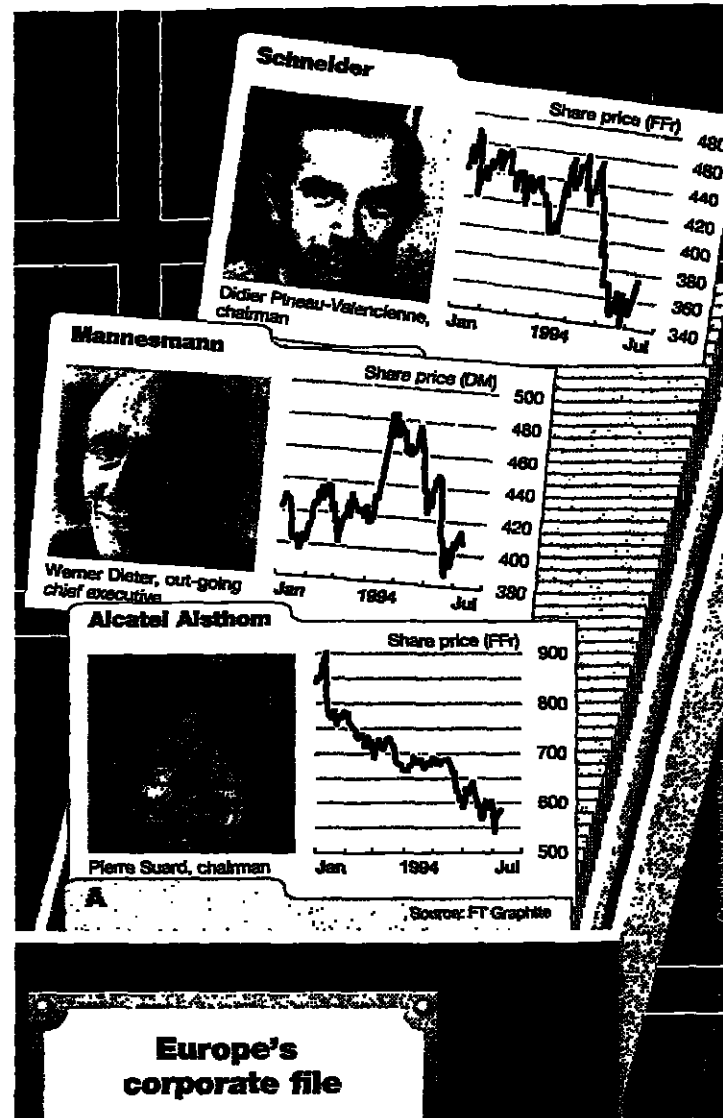 Schneider
Share price (FFr)
480
460
440
420
400
380
360
340
Jan 1994 Jul
Didier Pineau-Valencienne,
chairman
Mannesmann
Share price (DM)
500
480
460
440
420
400
380
Jan 1994 Jul
Werner Dieter, out-going
chief executive
Alcatel Alsthom
Share price (FFr)
900
800
700
600
500
Jan 1994 Jul
Pierre Suard, chairman
A
Source: FT Graphite
Europe's
corporate file